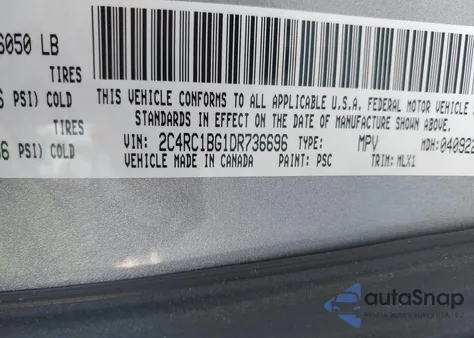 6050 LB
TIRES
PSI) COLD
TIRES
PSI) COLD
THIS VEHICLE CONFORMS TO ALL APPLICABLE U.S.A. FEDERAL MOTOR VEHICLE
STANDARDS IN EFFECT ON THE DATE OF MANUFACTURE SHOWN ABOVE.
VIN: 2C4RC1BG1DR736696 TYPE: MPV MDH: 040922
VEHICLE MADE IN CANADA PAINT: PSC TRIM: MLX1
autoSnap